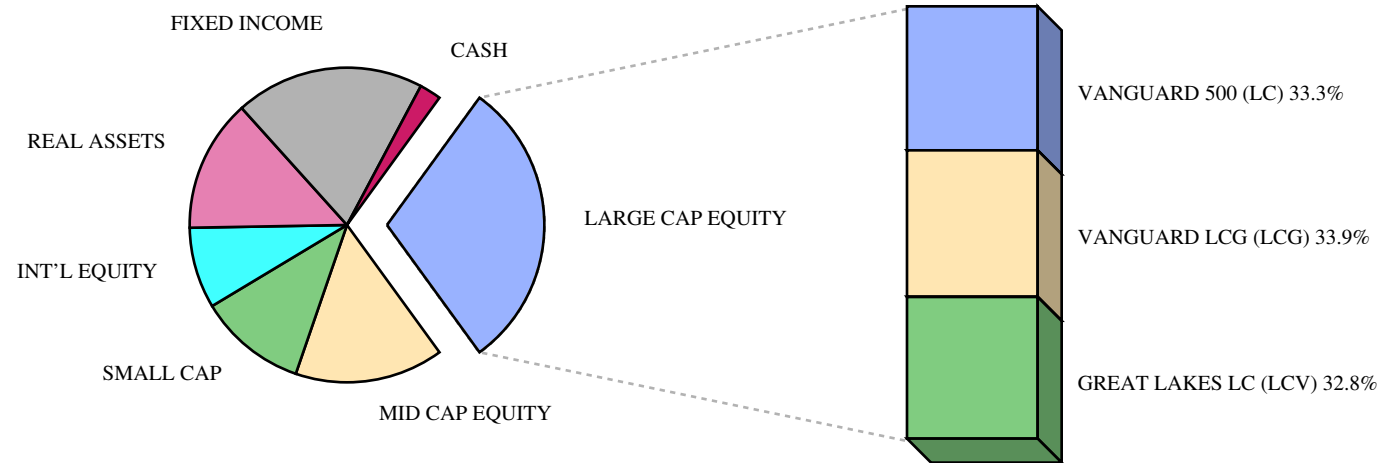 FIXED INCOME
CASH
REAL ASSETS
INT'L EQUITY
SMALL CAP
MID CAP EQUITY
LARGE CAP EQUITY
VANGUARD 500 (LC) 33.3%
VANGUARD LCG (LCG) 33.9%
GREAT LAKES LC (LCV) 32.8%